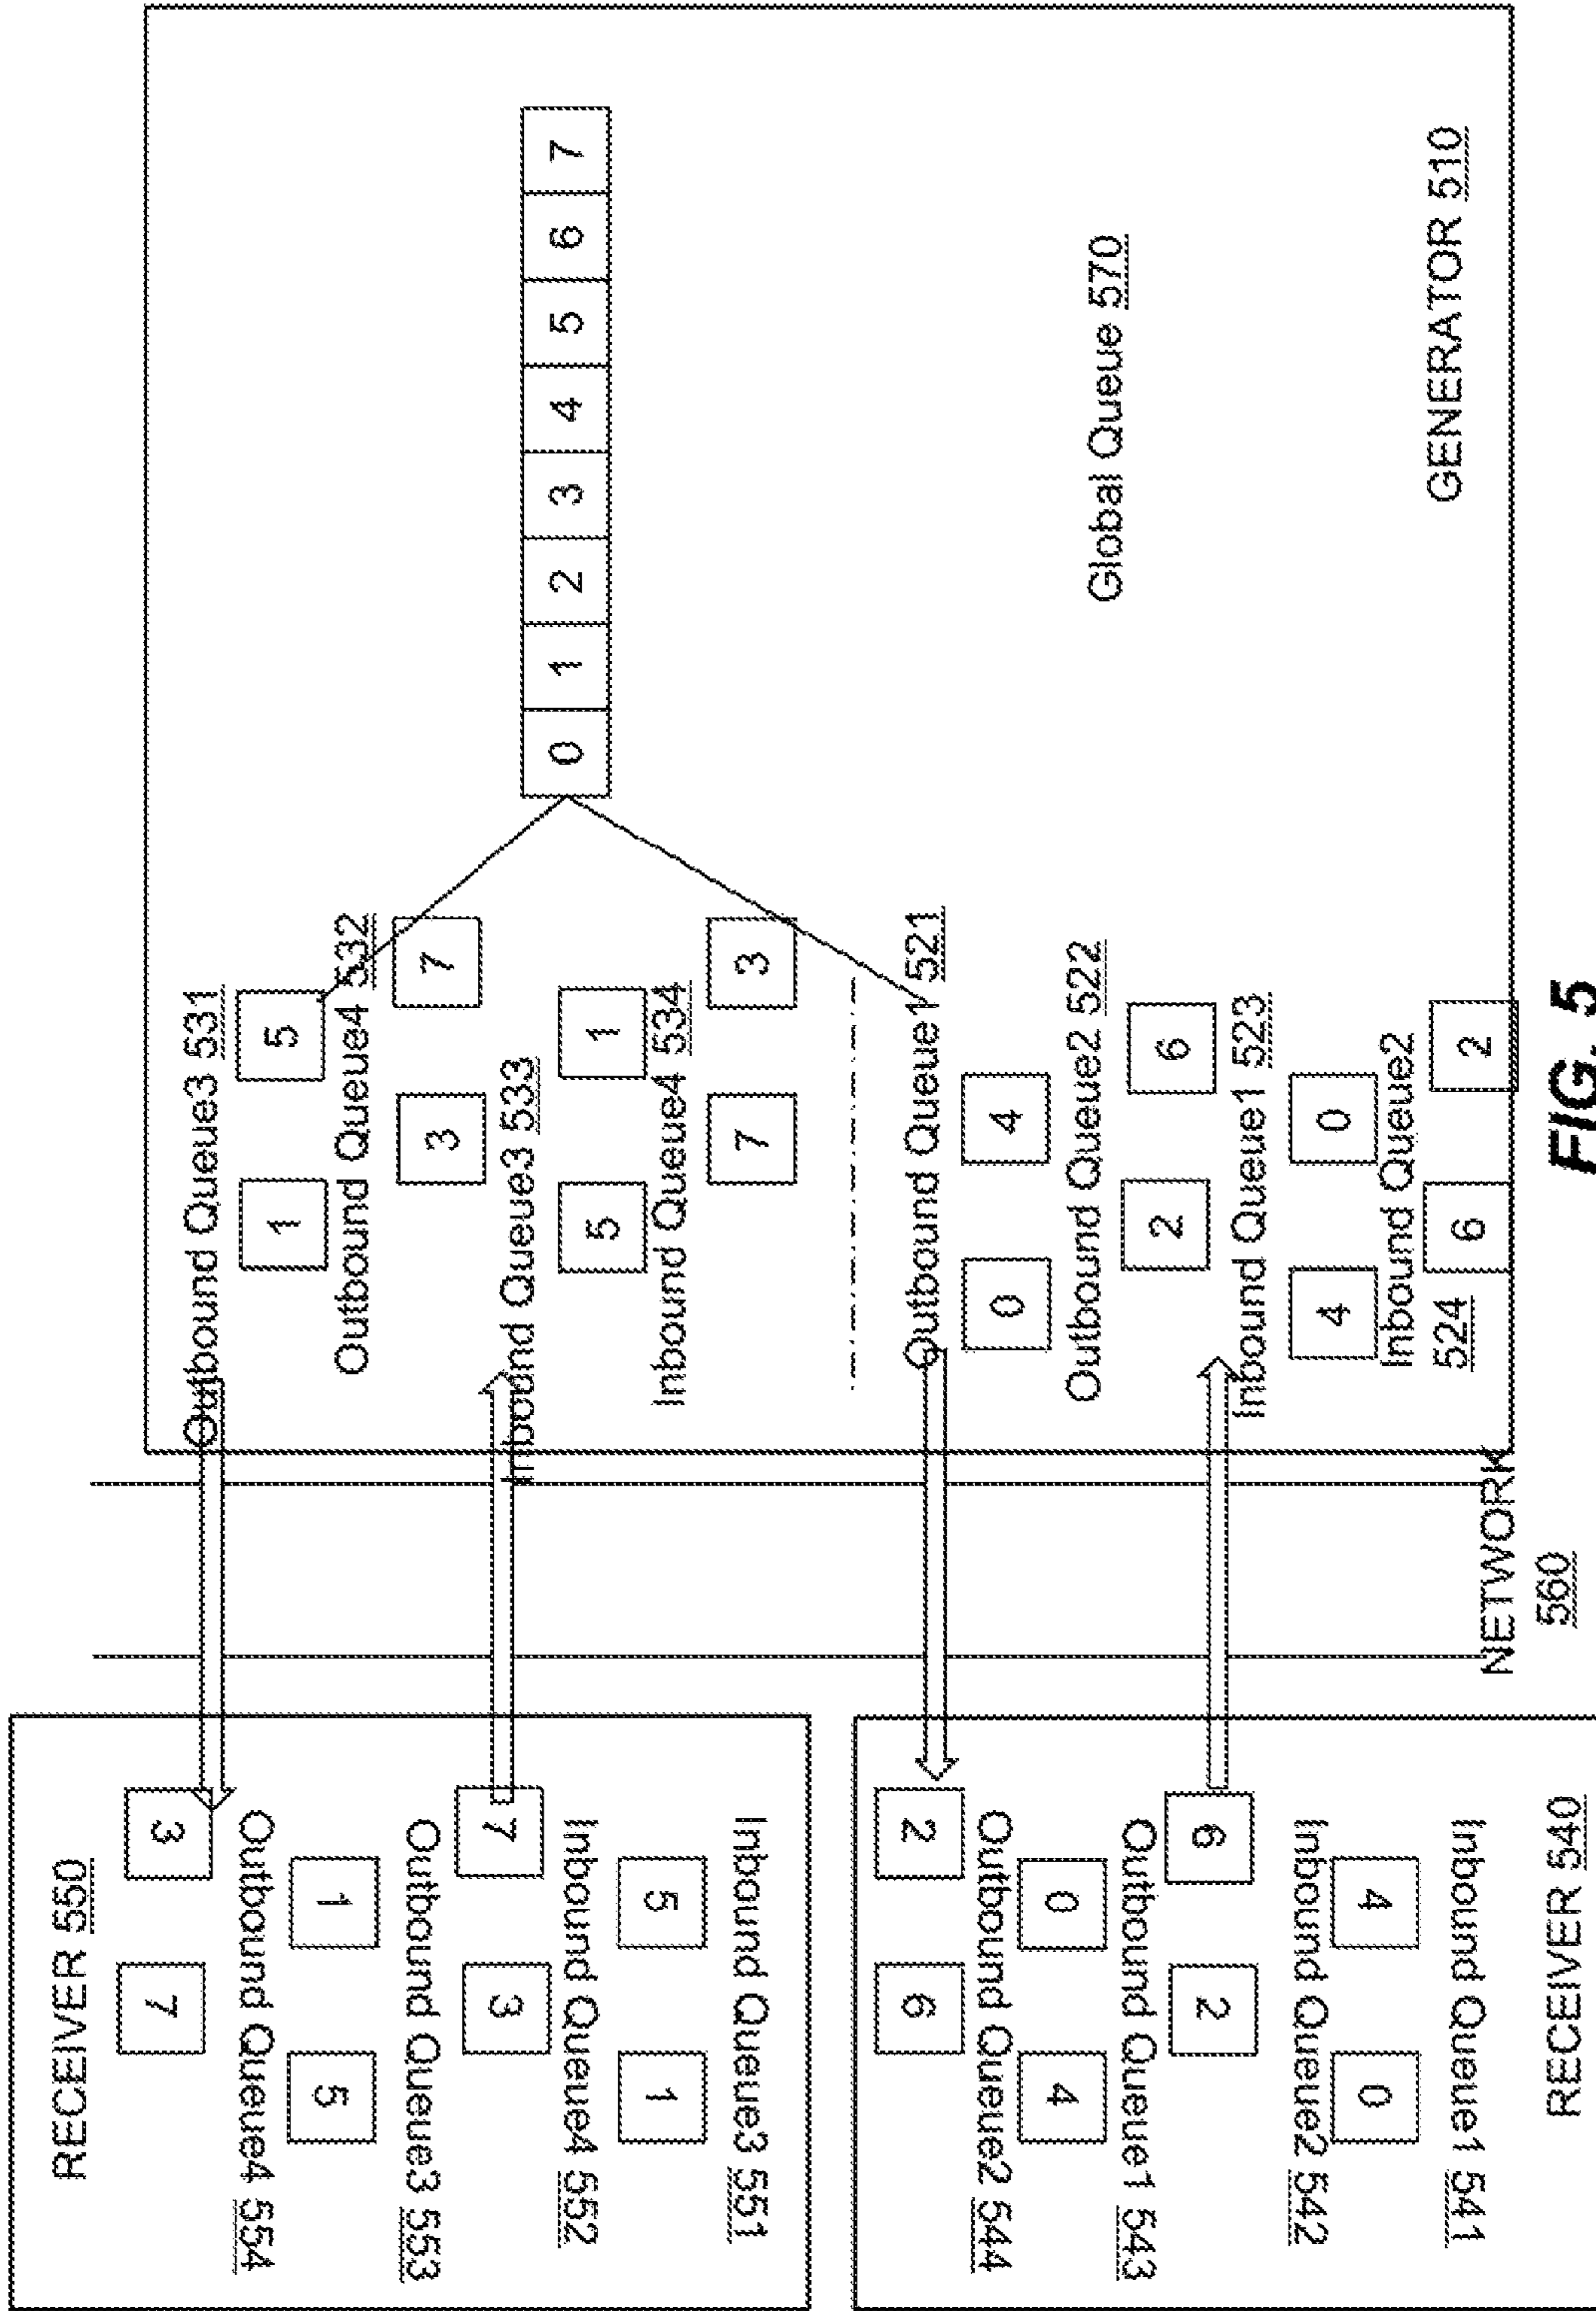 RECEIVER 550
7 3
Outbound Queue4 554
5 1
Outbound Queue3 553
3 7
Inbound Queue4 552
1 5
Inbound Queue3 551
6 2
Outbound Queue2 544
4 0
Outbound Queue1 543
2 6
Inbound Queue2 542
0 4
Inbound Queue1 541
RECEIVER 540
NETWORK
560
Outbound Queue3 531
1 5
Outbound Queue4 532
3 7
Inbound Queue3 533
5 1
Inbound Queue4 534
7 3
Outbound Queue1 521
0 4
Outbound Queue2 522
2 6
Inbound Queue1 523
4 0
Inbound Queue2
524
6 2
0 1 2 3 4 5 6 7
Global Queue 570
GENERATOR 510
FIG. 5